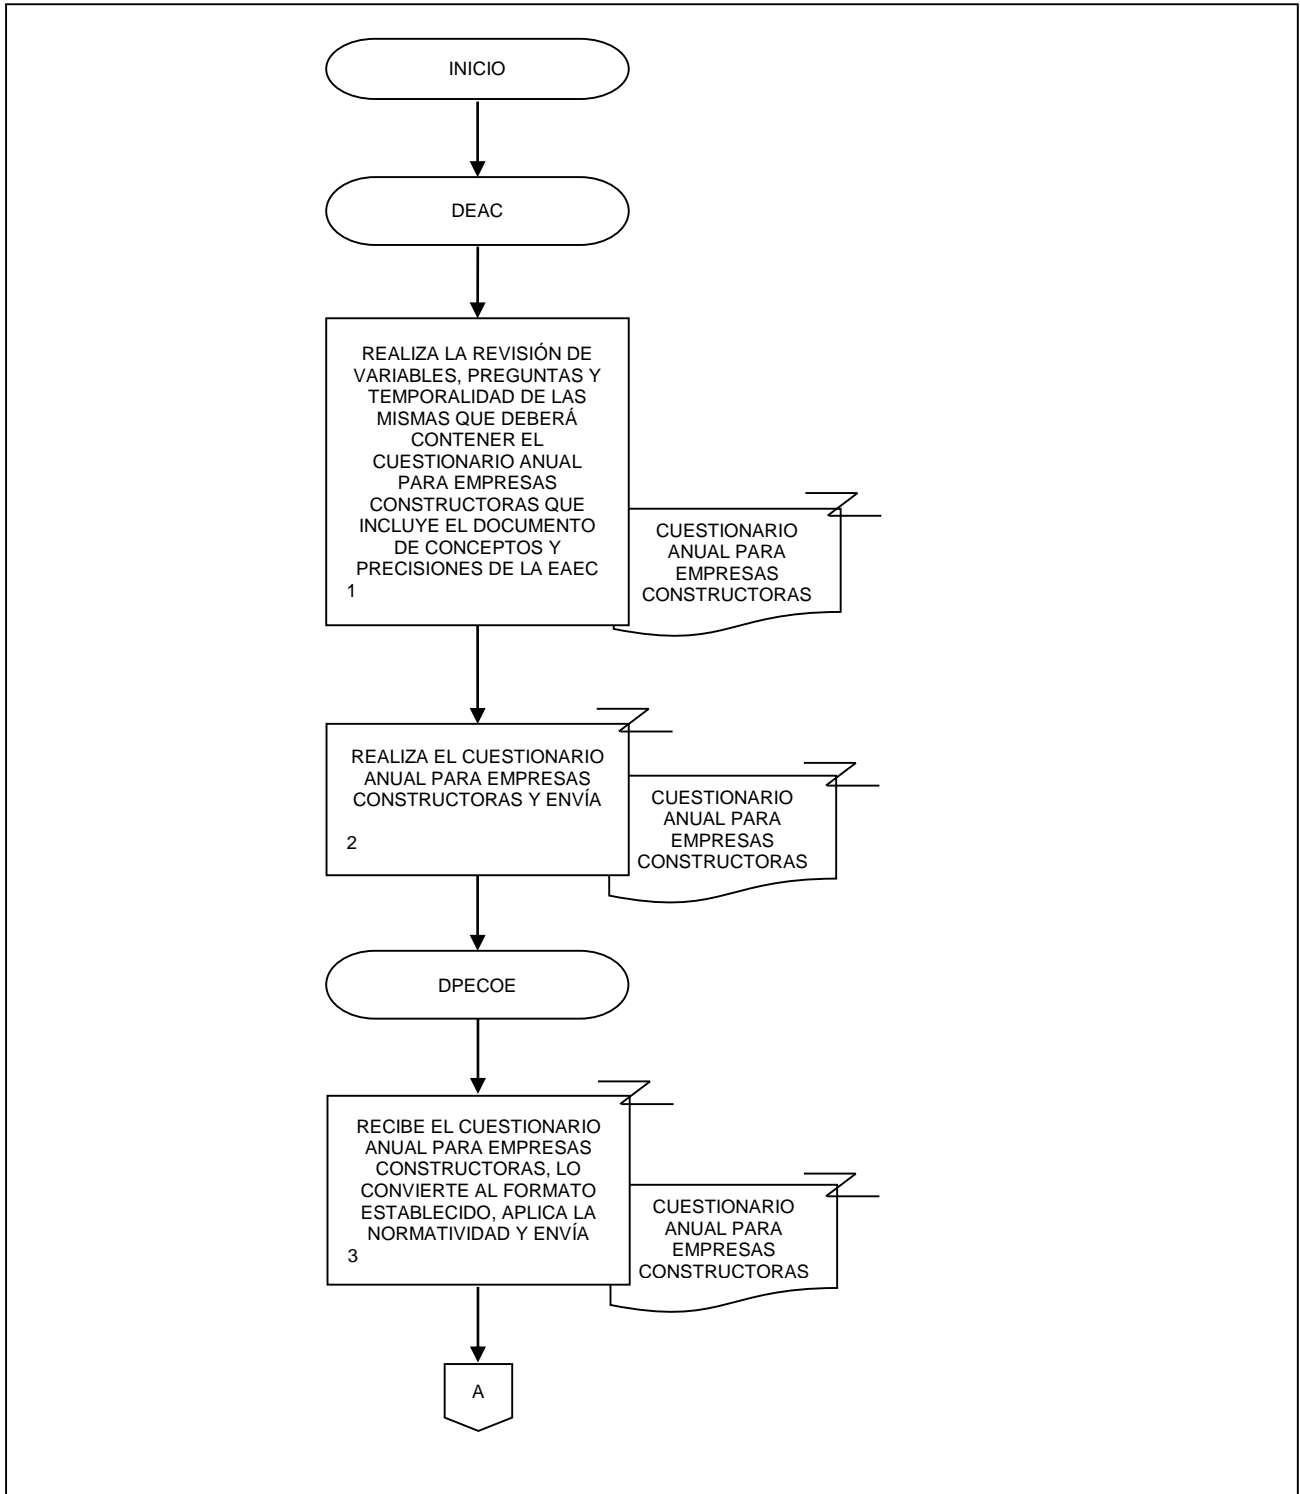 INICIO
DEAC
REALIZA LA REVISIÓN DE
VARIABLES, PREGUNTAS Y
TEMPORALIDAD DE LAS
MISMAS QUE DEBERÁ
CONTENER EL
CUESTIONARIO ANUAL
PARA EMPRESAS
CONSTRUCTORAS QUE
INCLUYE EL DOCUMENTO
DE CONCEPTOS Y
PRECISIONES DE LA EAEC
1
CUESTIONARIO
ANUAL PARA
EMPRESAS
CONSTRUCTORAS
REALIZA EL CUESTIONARIO
ANUAL PARA EMPRESAS
CONSTRUCTORAS Y ENVÍA
2
CUESTIONARIO
ANUAL PARA
EMPRESAS
CONSTRUCTORAS
DPECOE
RECIBE EL CUESTIONARIO
ANUAL PARA EMPRESAS
CONSTRUCTORAS, LO
CONVIERTE AL FORMATO
ESTABLECIDO, APLICA LA
NORMATIVIDAD Y ENVÍA
3
CUESTIONARIO
ANUAL PARA
EMPRESAS
CONSTRUCTORAS
A